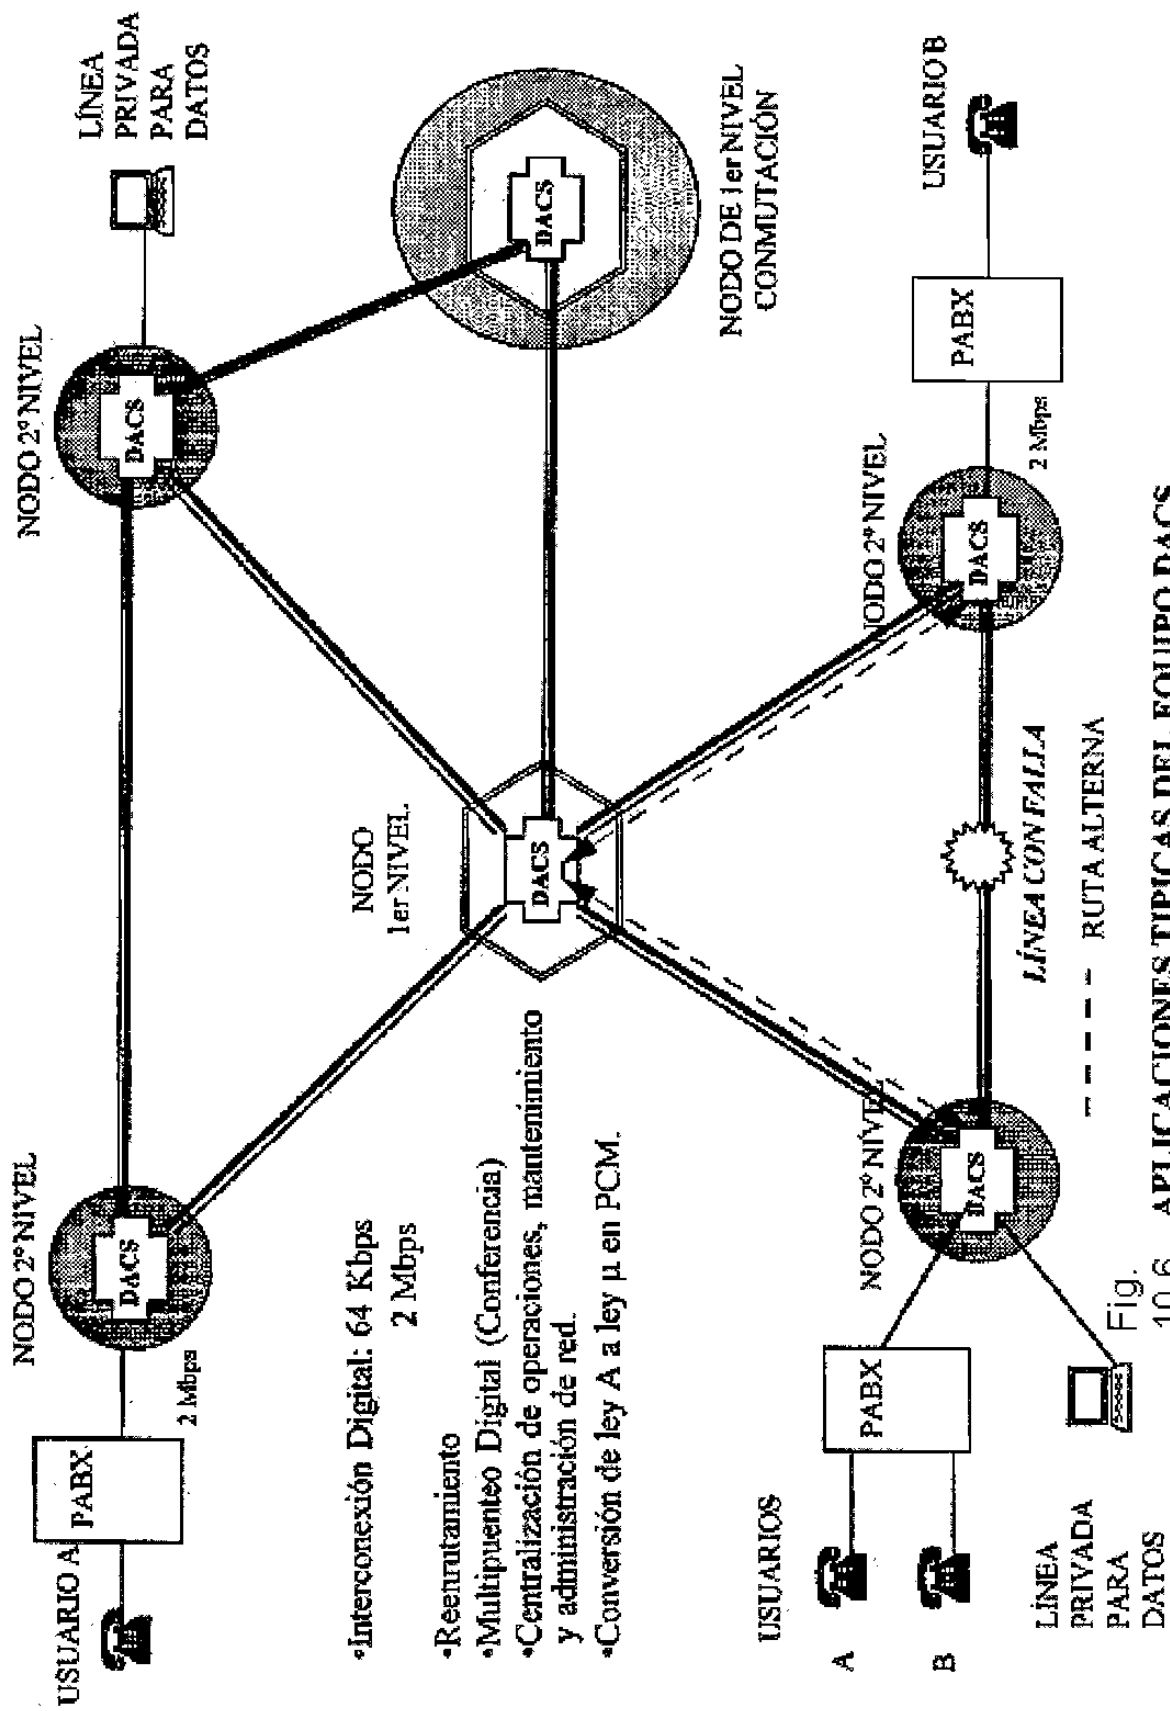 NODO 2º NIVEL
NODO 2º NIVEL
LÍNEA
PRIVADA
PARA
DATOS
USUARIO A
PABX
2 Mbps
DACS
DACS
NODO
1er NIVEL
DACS
DACS
NODO DE 1er NIVEL
CONMUTACIÓN
•Interconexión Digital: 64 Kbps
2 Mbps
•Reenrutamiento
•Multipuenteo Digital (Conferencia)
•Centralización de operaciones, mantenimiento
y administración de red.
•Conversión de ley A a ley µ en PCM.
USUARIOS
A
B
PABX
NODO 2º NIVEL
DACS
LÍNEA CON FALLA
NODO 2º NIVEL
DACS
2 Mbps
PABX
USUARIO B
LÍNEA
PRIVADA
PARA
DATOS
RUTA ALTERNA
Fig.
10.6 APLICACIONES TIPICAS DEL EQUIPO DACS